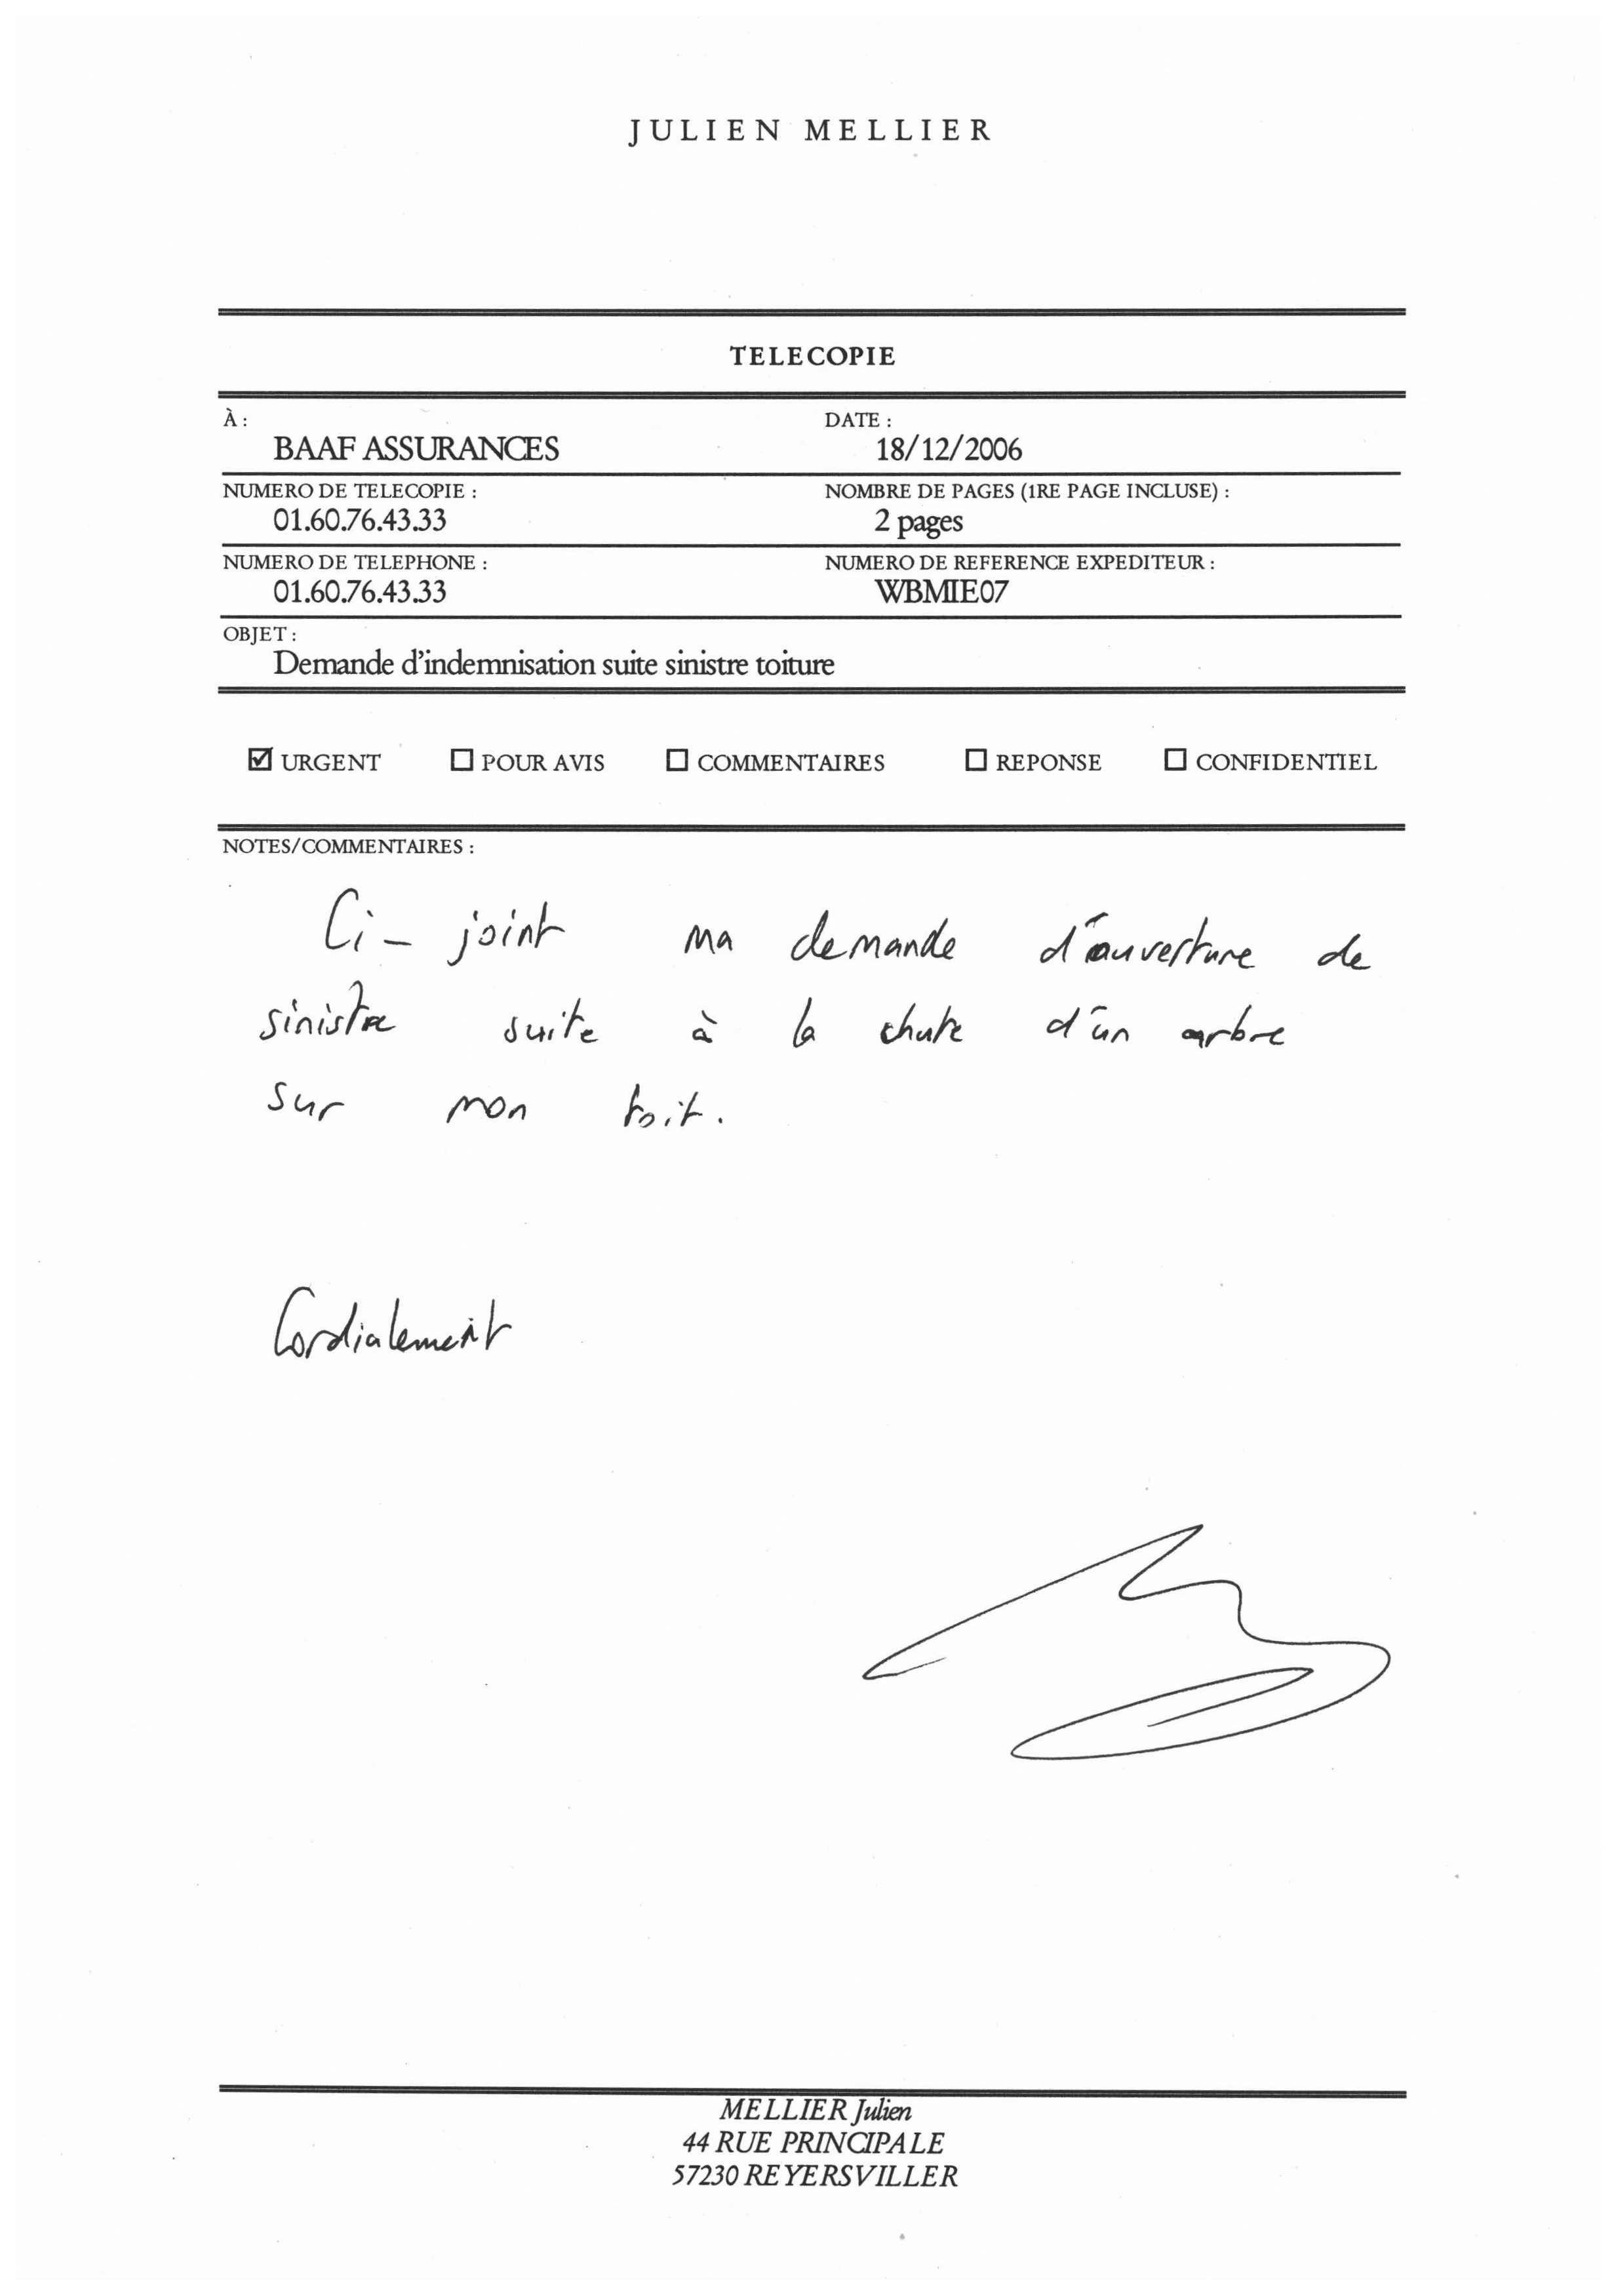 JULIEN MELLIER
TELECOPIE
À :
BAAF ASSURANCES
DATE :
18/12/2006
NUMERO DE TELECOPIE :
01.60.76.43.33
NOMBRE DE PAGES (1RE PAGE INCLUSE) :
2 pages
NUMERO DE TELEPHONE :
01.60.76.43.33
NUMERO DE REFERENCE EXPEDITEUR :
WBMIE07
OBJET :
Demande d'indemnisation suite sinistre toiture
☑ URGENT ☐ POUR AVIS ☐ COMMENTAIRES ☐ REPONSE ☐ CONFIDENTIEL
NOTES/COMMENTAIRES :
Ci-joint ma demande d'ouverture de
sinistre suite à la chute d'un arbre
sur mon toit.
Cordialement
MELLIER Julien
44 RUE PRINCIPALE
57230 REYERSVILLER